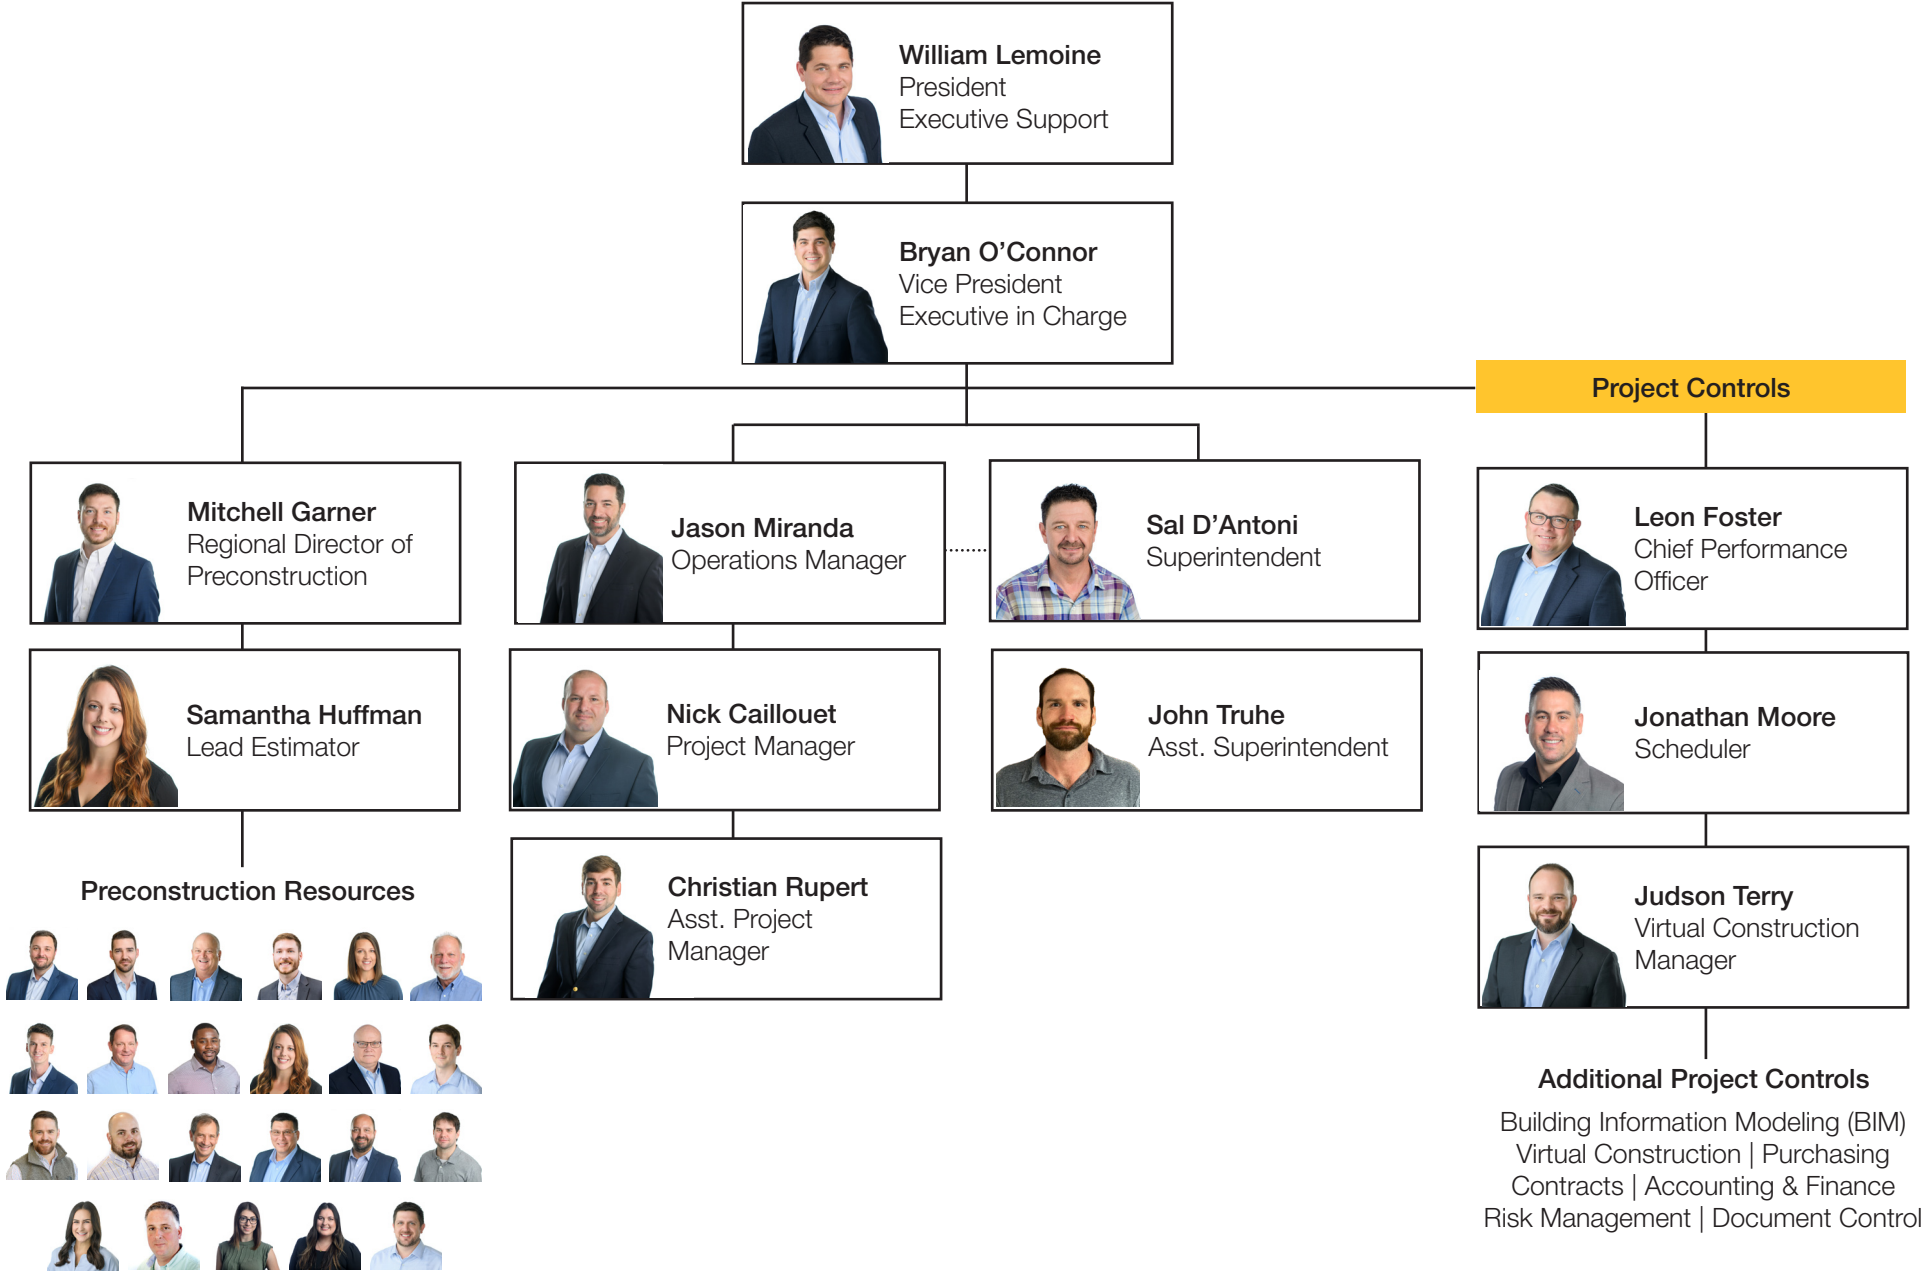 William Lemoine
President
Executive Support
Bryan O’Connor
Vice President
Executive in Charge
Project Controls
Mitchell Garner
Regional Director of
Preconstruction
Jason Miranda
Operations Manager
Sal D’Antoni
Superintendent
Leon Foster
Chief Performance
Officer
Samantha Huffman
Lead Estimator
Nick Caillouet
Project Manager
John Truhe
Asst. Superintendent
Jonathan Moore
Scheduler
Preconstruction Resources
Christian Rupert
Asst. Project
Manager
Judson Terry
Virtual Construction
Manager
Additional Project Controls
Building Information Modeling (BIM)
Virtual Construction | Purchasing
Contracts | Accounting & Finance
Risk Management | Document Control